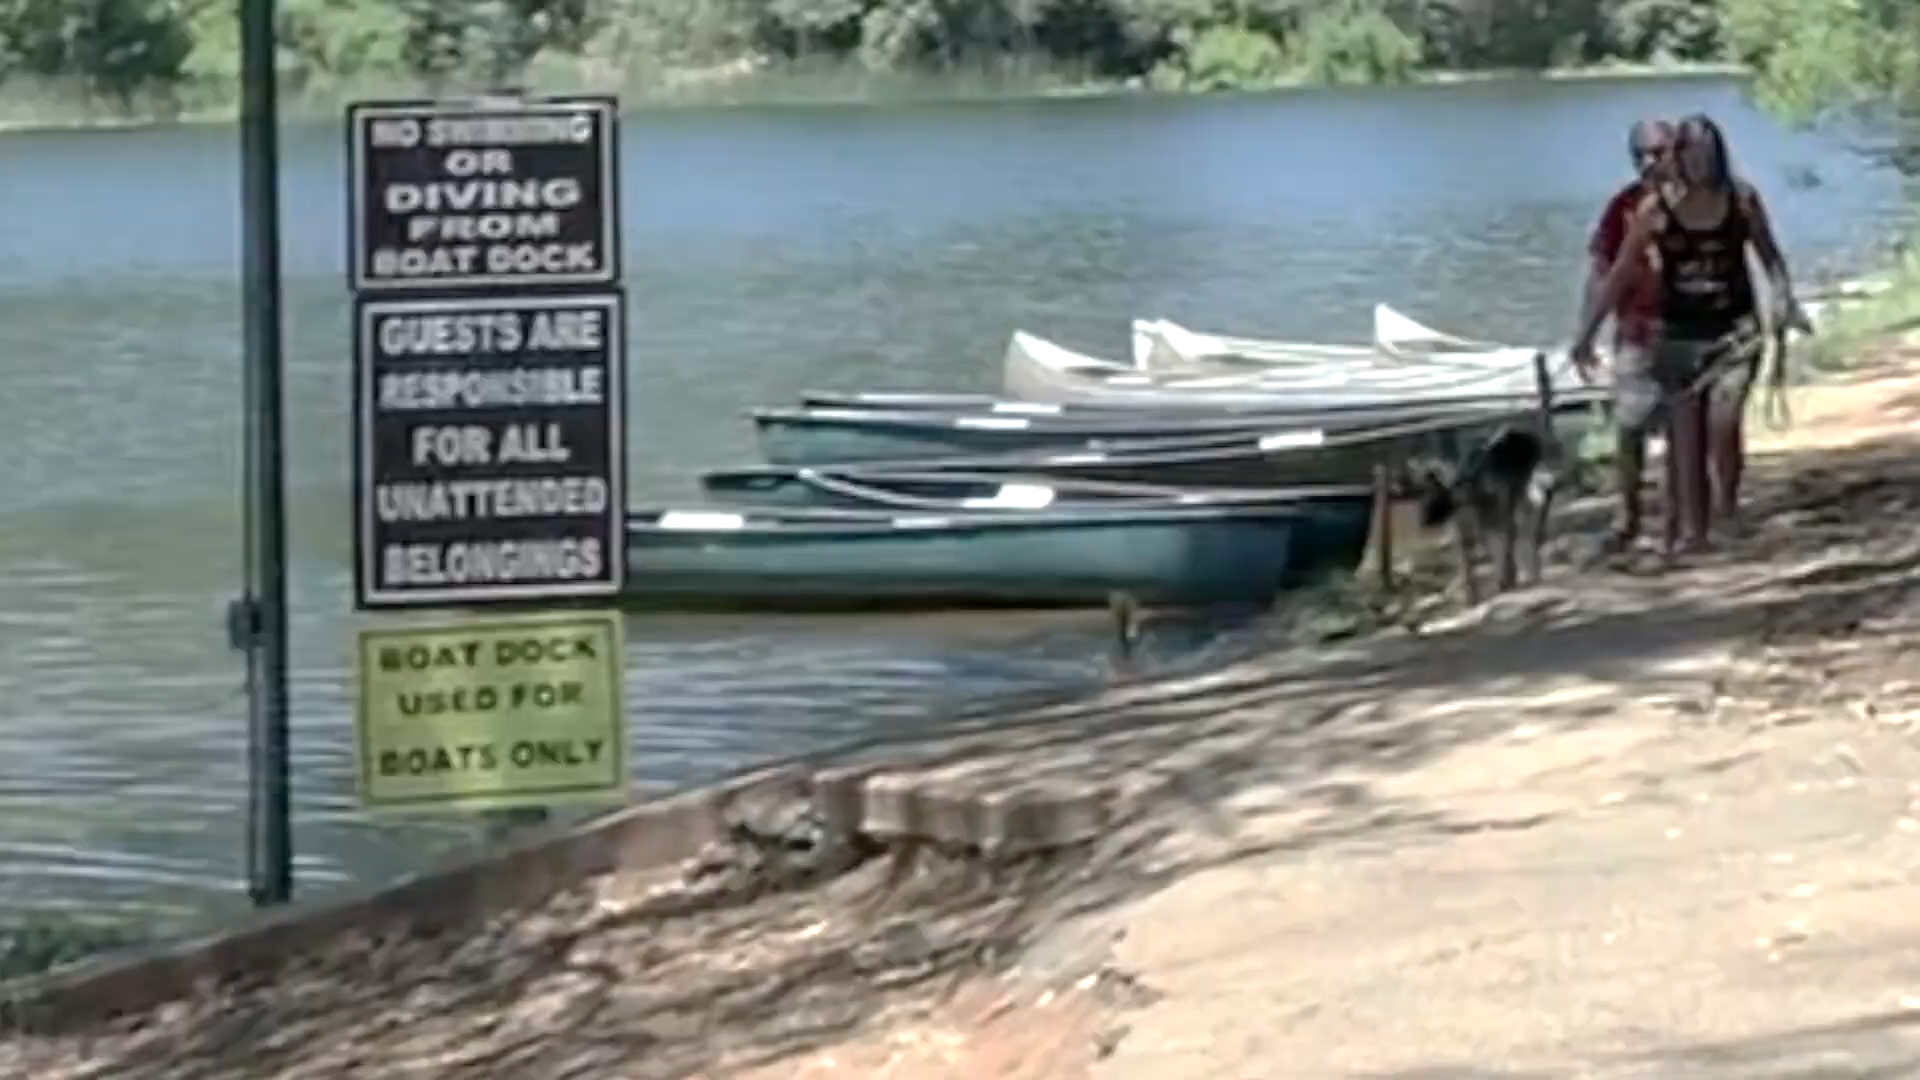 NO SWIMMING
OR
DIVING
FROM
BOAT DOCK
GUESTS ARE
RESPONSIBLE
FOR ALL
UNATTENDED
BELONGINGS
BOAT DOCK
USED FOR
BOATS ONLY